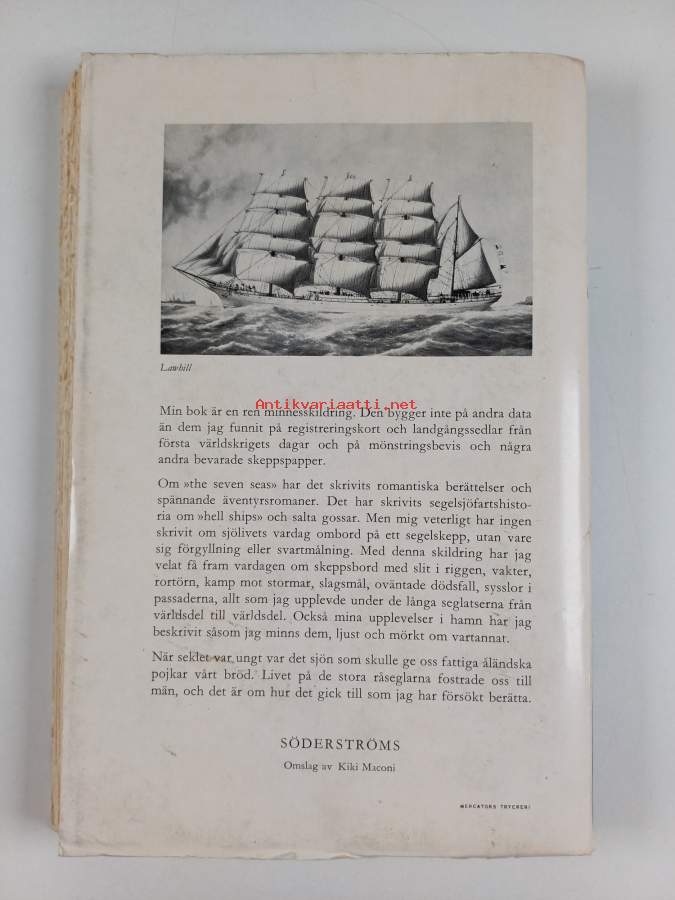 Lawhill
Antikvariaatti.net
Min bok är en ren minnesskildring. Den bygger inte på andra data
än dem jag funnit på registreringskort och landgångssedlar från
första världskrigets dagar och på mönstringsbevis och några
andra bevarade skeppspapper.
Om »the seven seas» har det skrivits romantiska berättelser och
spännande äventyrsromaner. Det har skrivits segelsjöfartshisto-
ria om »hell ships» och salta gossar. Men mig veterligt har ingen
skrivit om sjölivets vardag ombord på ett segelskepp, utan vare
sig förgyllning eller svartmålning. Med denna skildring har jag
velat få fram vardagen om skeppsbord med slit i riggen, vakter,
rortörn, kamp mot stormar, slagsmål, oväntade dödsfall, sysslor i
passaderna, allt som jag upplevde under de långa seglatserna från
världsdel till världsdel. Också mina upplevelser i hamn har jag
beskrivit såsom jag minns dem, ljust och mörkt om vartannat.
När seklet var ungt var det sjön som skulle ge oss fattiga åländska
pojkar vårt bröd. Livet på de stora råseglarna fostrade oss till
män, och det är om hur det gick till som jag har försökt berätta.
SÖDERSTRÖMS
Omslag av Kiki Maconi
MERCATORS TRYCKERI